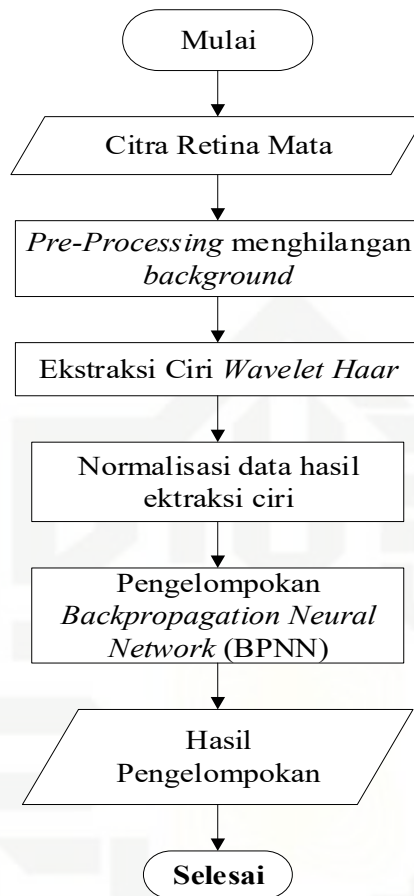 Mulai
Citra Retina Mata
Pre-Processing menghilangan
background
Ekstraksi Ciri Wavelet Haar
Normalisasi data hasil
ektraksi ciri
Pengelompokan
Backpropagation Neural
Network (BPNN)
Hasil
Pengelompokan
Selesai